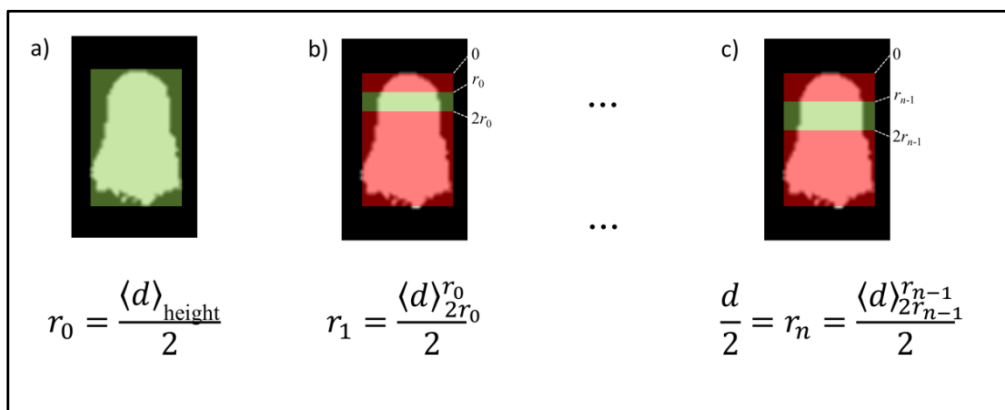 a)
b)
c)
0
r₀
2r₀
...
...
0
rₙ₋₁
2rₙ₋₁
r₀ = ⟨d⟩height / 2
r₁ = ⟨d⟩^{r₀}_{2r₀} / 2
d / 2 = rₙ = ⟨d⟩^{rₙ₋₁}_{2rₙ₋₁} / 2